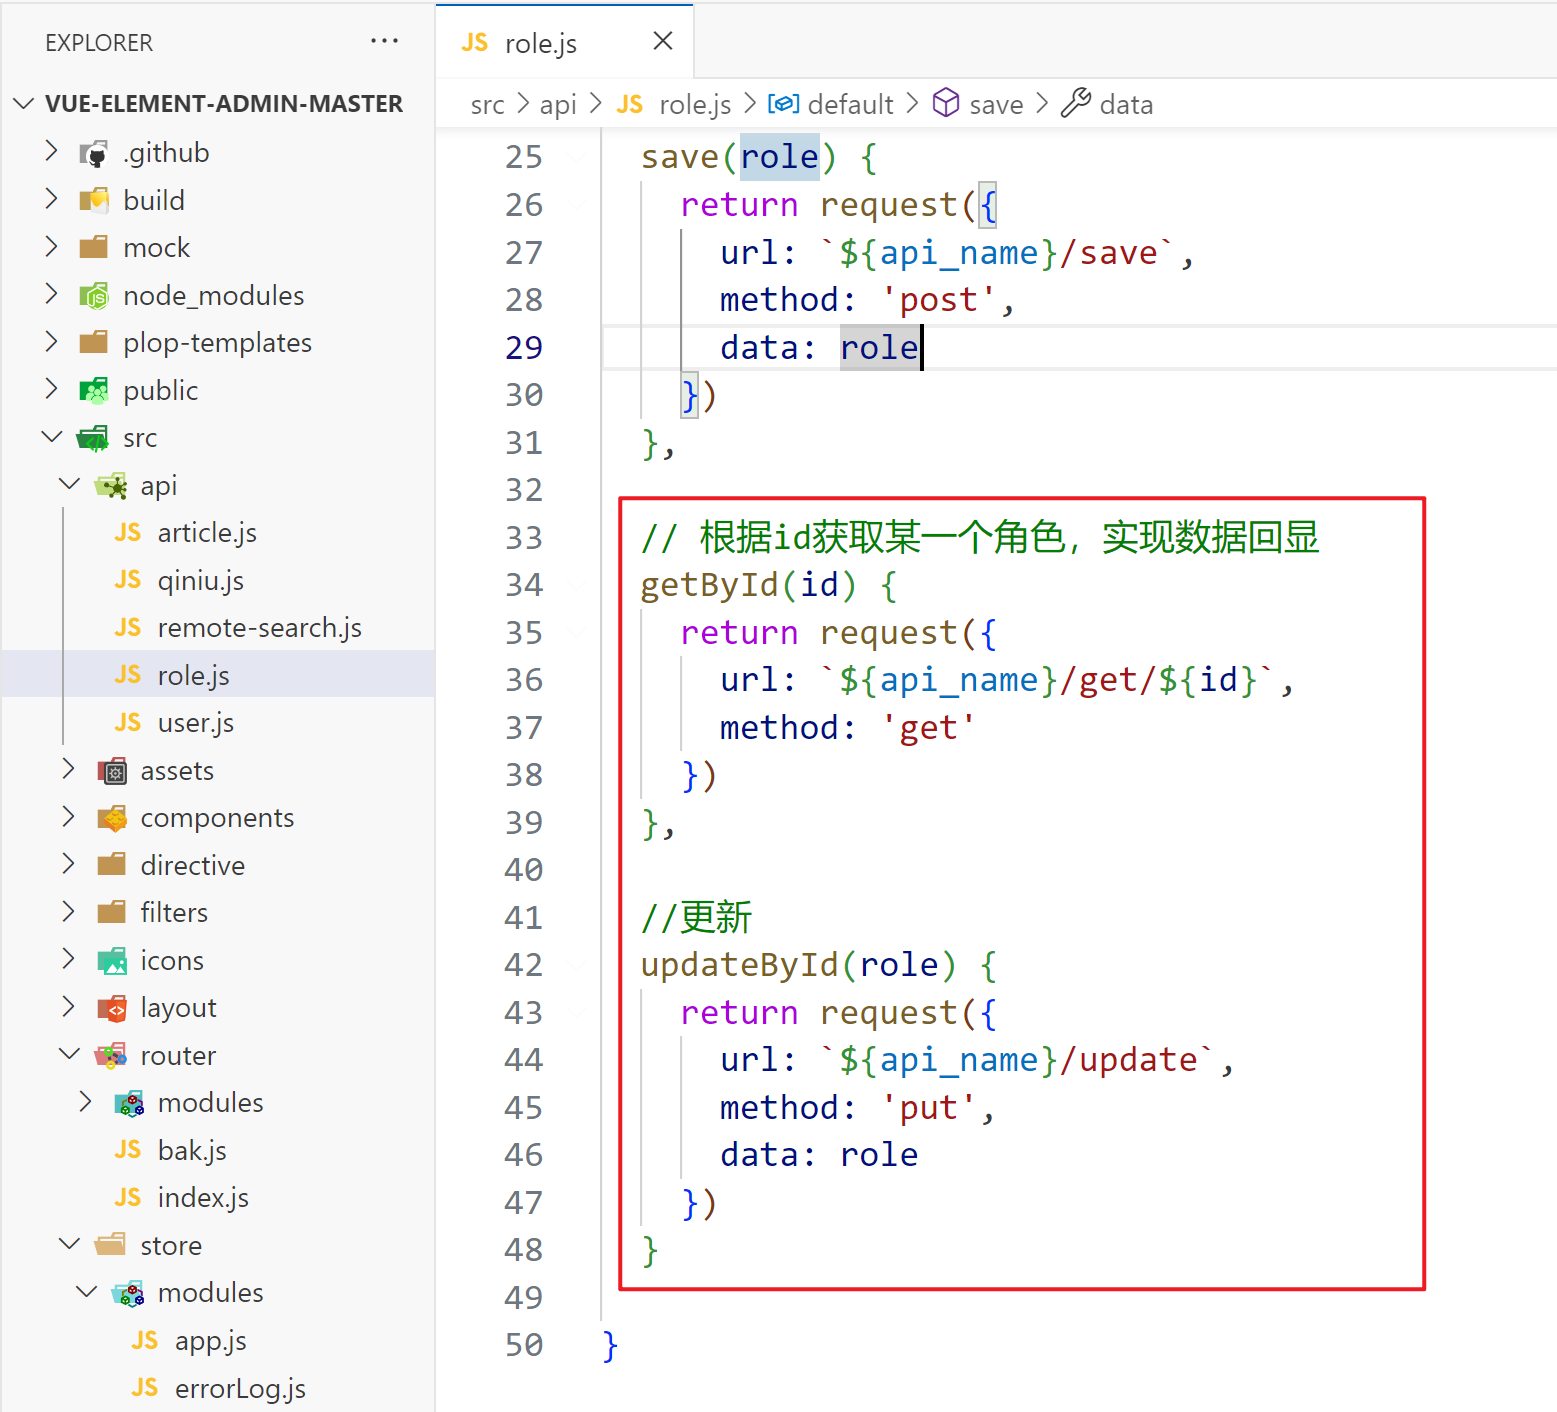 EXPLORER ···
VUE-ELEMENT-ADMIN-MASTER
.github
build
mock
node_modules
plop-templates
public
src
api
JS article.js
JS qiniu.js
JS remote-search.js
JS role.js
JS user.js
assets
components
directive
filters
icons
layout
router
modules
JS bak.js
JS index.js
store
modules
JS app.js
JS errorLog.js
JS role.js
src > api > JS role.js > default > save > data
25 save(role) {
26 return request({
27 url: `${api_name}/save`,
28 method: 'post',
29 data: role
30 })
31 },
32
33 // 根据id获取某一个角色，实现数据回显
34 getById(id) {
35 return request({
36 url: `${api_name}/get/${id}`,
37 method: 'get'
38 })
39 },
40
41 //更新
42 updateById(role) {
43 return request({
44 url: `${api_name}/update`,
45 method: 'put',
46 data: role
47 })
48 }
49
50 }